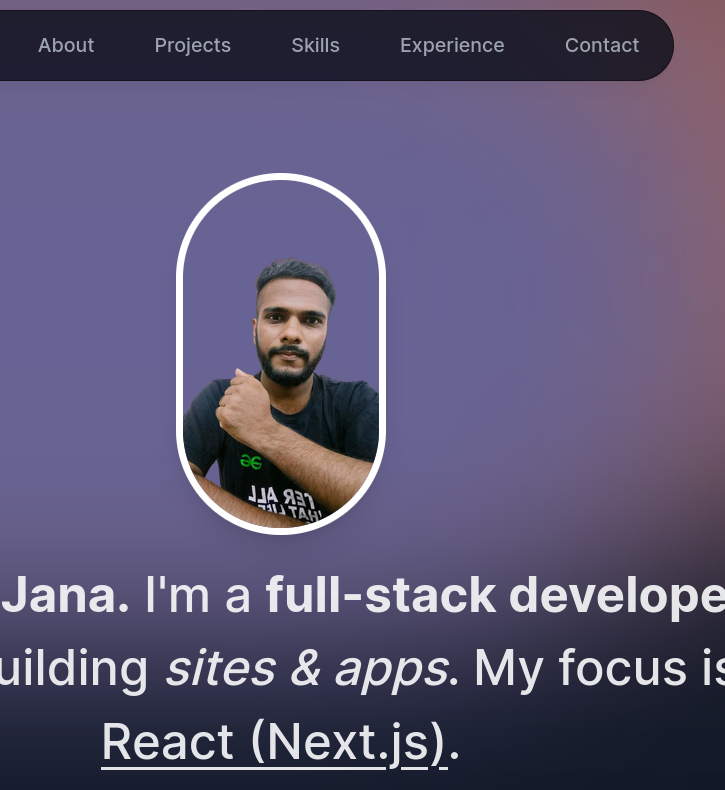 About Projects Skills Experience Contact
Jana. I'm a full-stack develope
uilding sites & apps. My focus is
React (Next.js).